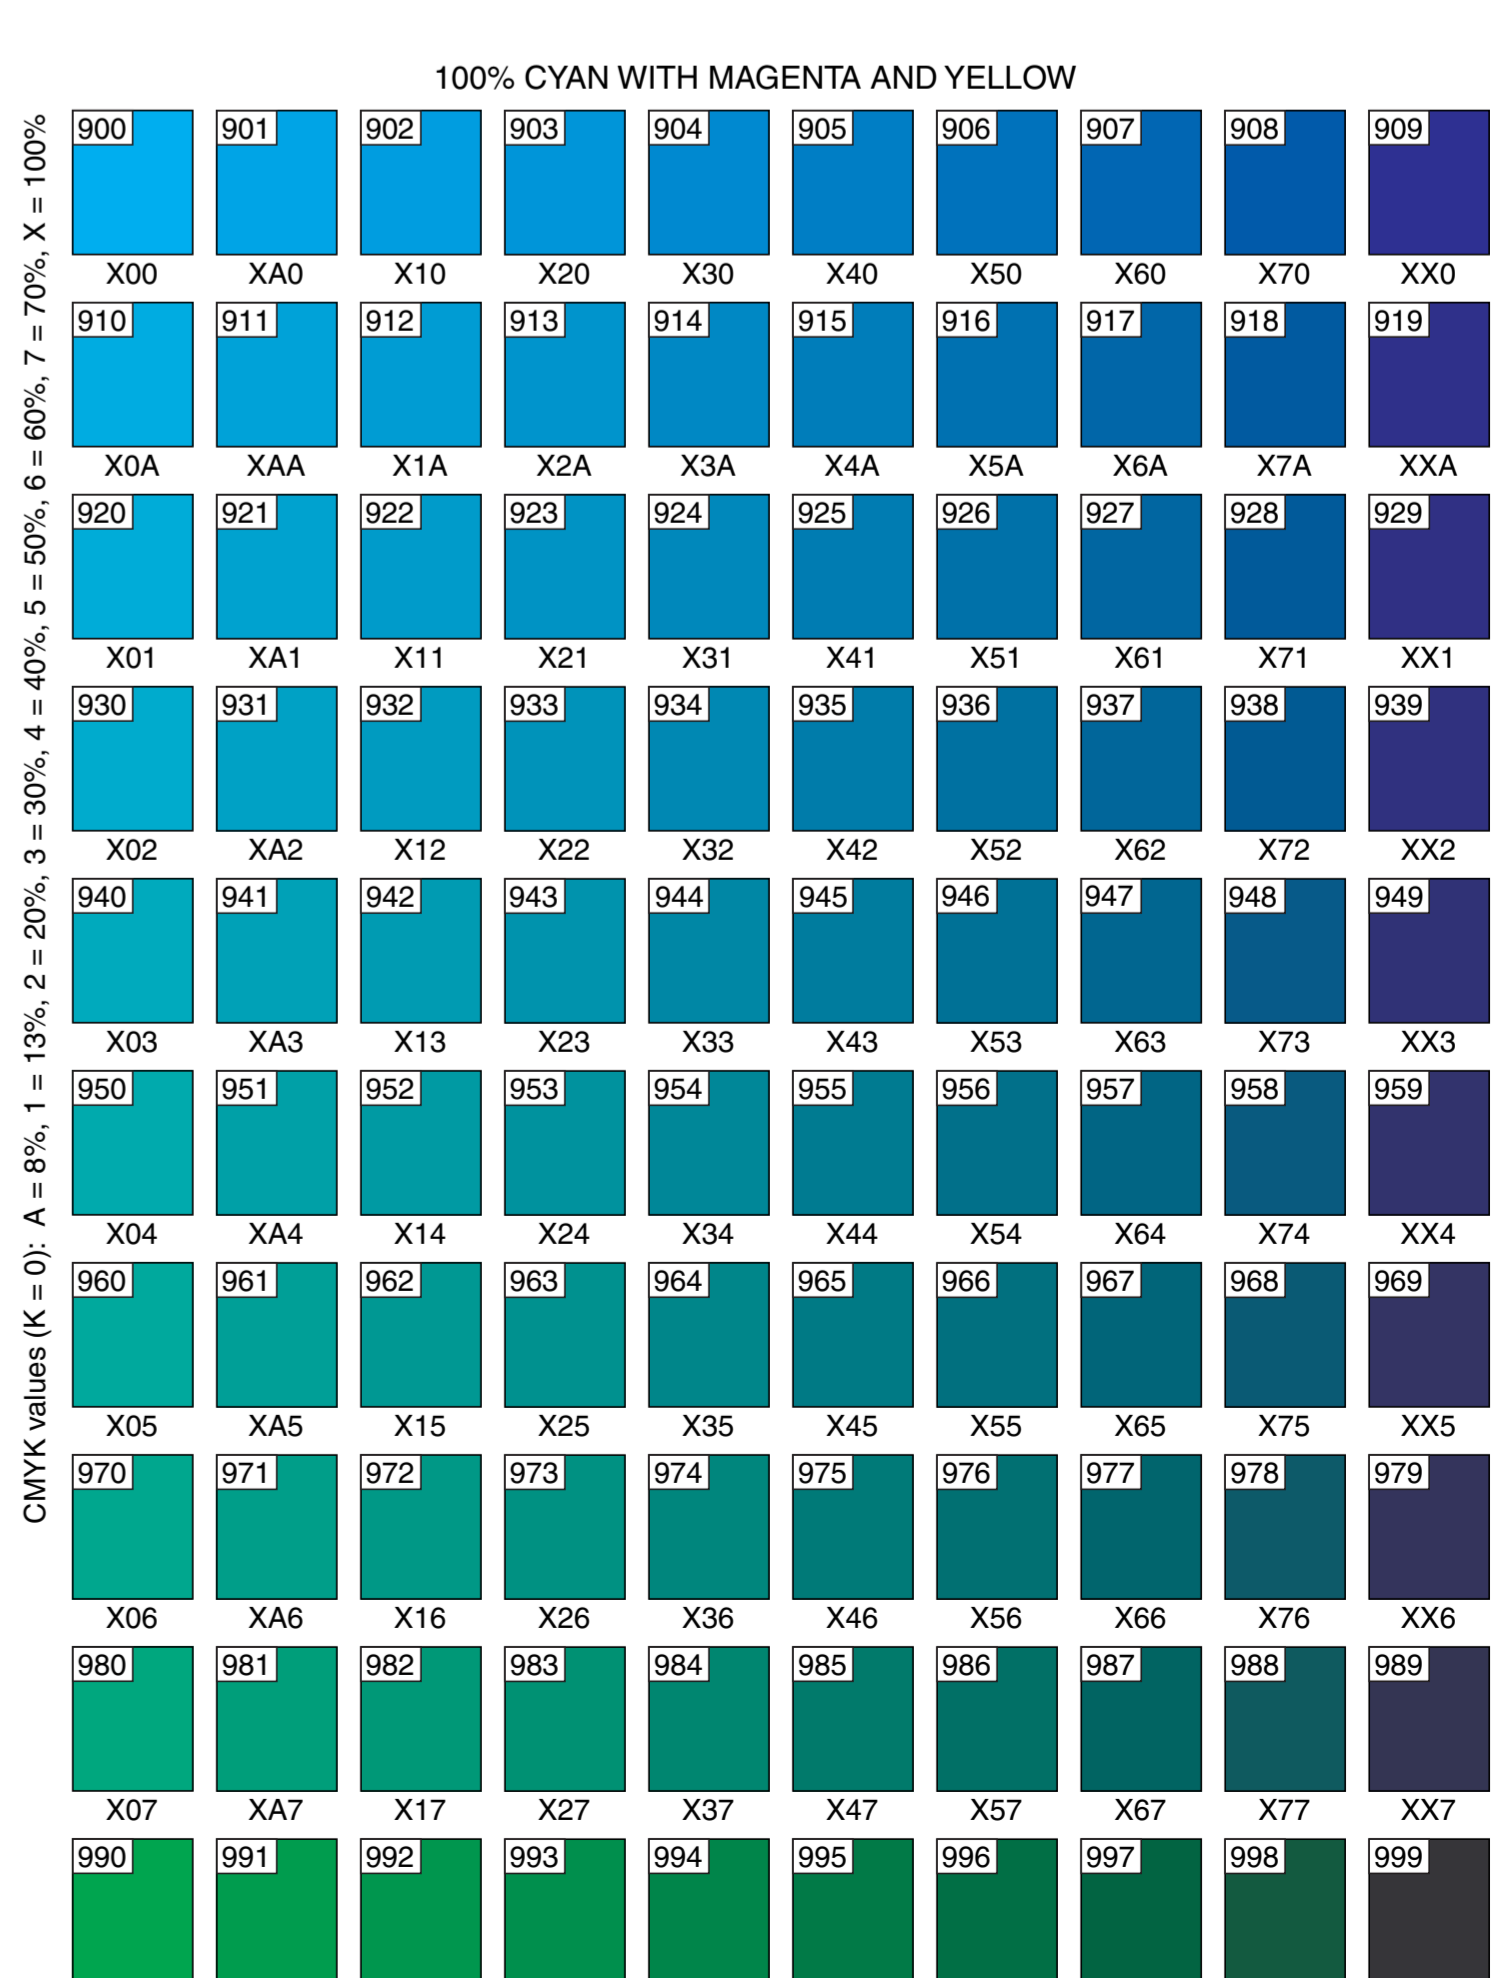 100% CYAN WITH MAGENTA AND YELLOW
CMYK values (K = 0):  A = 8%, 1 = 13%, 2 = 20%, 3 = 30%, 4 = 40%, 5 = 50%, 6 = 60%, 7 = 70%, X = 100%
900 901 902 903 904 905 906 907 908 909
X00 XA0 X10 X20 X30 X40 X50 X60 X70 XX0
910 911 912 913 914 915 916 917 918 919
X0A XAA X1A X2A X3A X4A X5A X6A X7A XXA
920 921 922 923 924 925 926 927 928 929
X01 XA1 X11 X21 X31 X41 X51 X61 X71 XX1
930 931 932 933 934 935 936 937 938 939
X02 XA2 X12 X22 X32 X42 X52 X62 X72 XX2
940 941 942 943 944 945 946 947 948 949
X03 XA3 X13 X23 X33 X43 X53 X63 X73 XX3
950 951 952 953 954 955 956 957 958 959
X04 XA4 X14 X24 X34 X44 X54 X64 X74 XX4
960 961 962 963 964 965 966 967 968 969
X05 XA5 X15 X25 X35 X45 X55 X65 X75 XX5
970 971 972 973 974 975 976 977 978 979
X06 XA6 X16 X26 X36 X46 X56 X66 X76 XX6
980 981 982 983 984 985 986 987 988 989
X07 XA7 X17 X27 X37 X47 X57 X67 X77 XX7
990 991 992 993 994 995 996 997 998 999